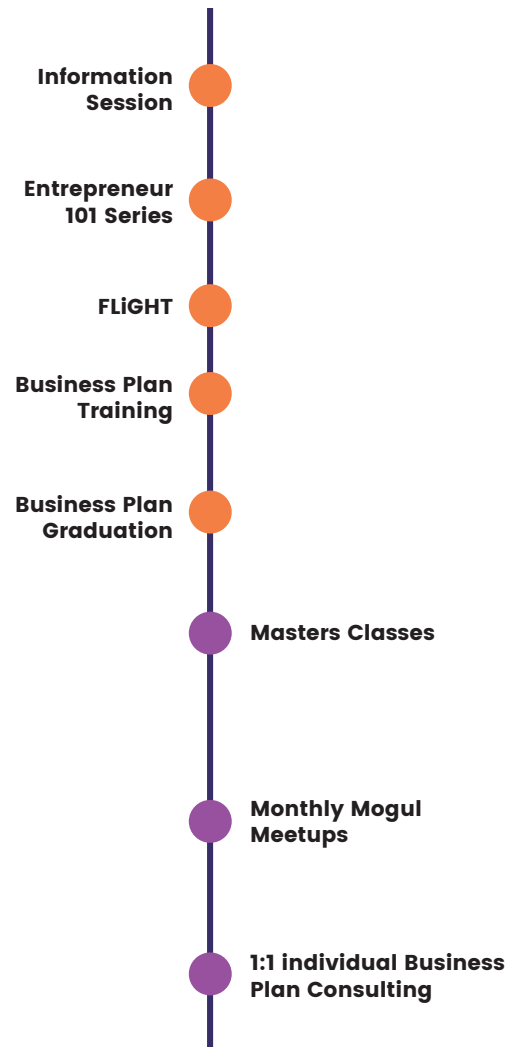 Information
Session
Entrepreneur
101 Series
FLiGHT
Business Plan
Training
Business Plan
Graduation
Masters Classes
Monthly Mogul
Meetups
1:1 individual Business
Plan Consulting